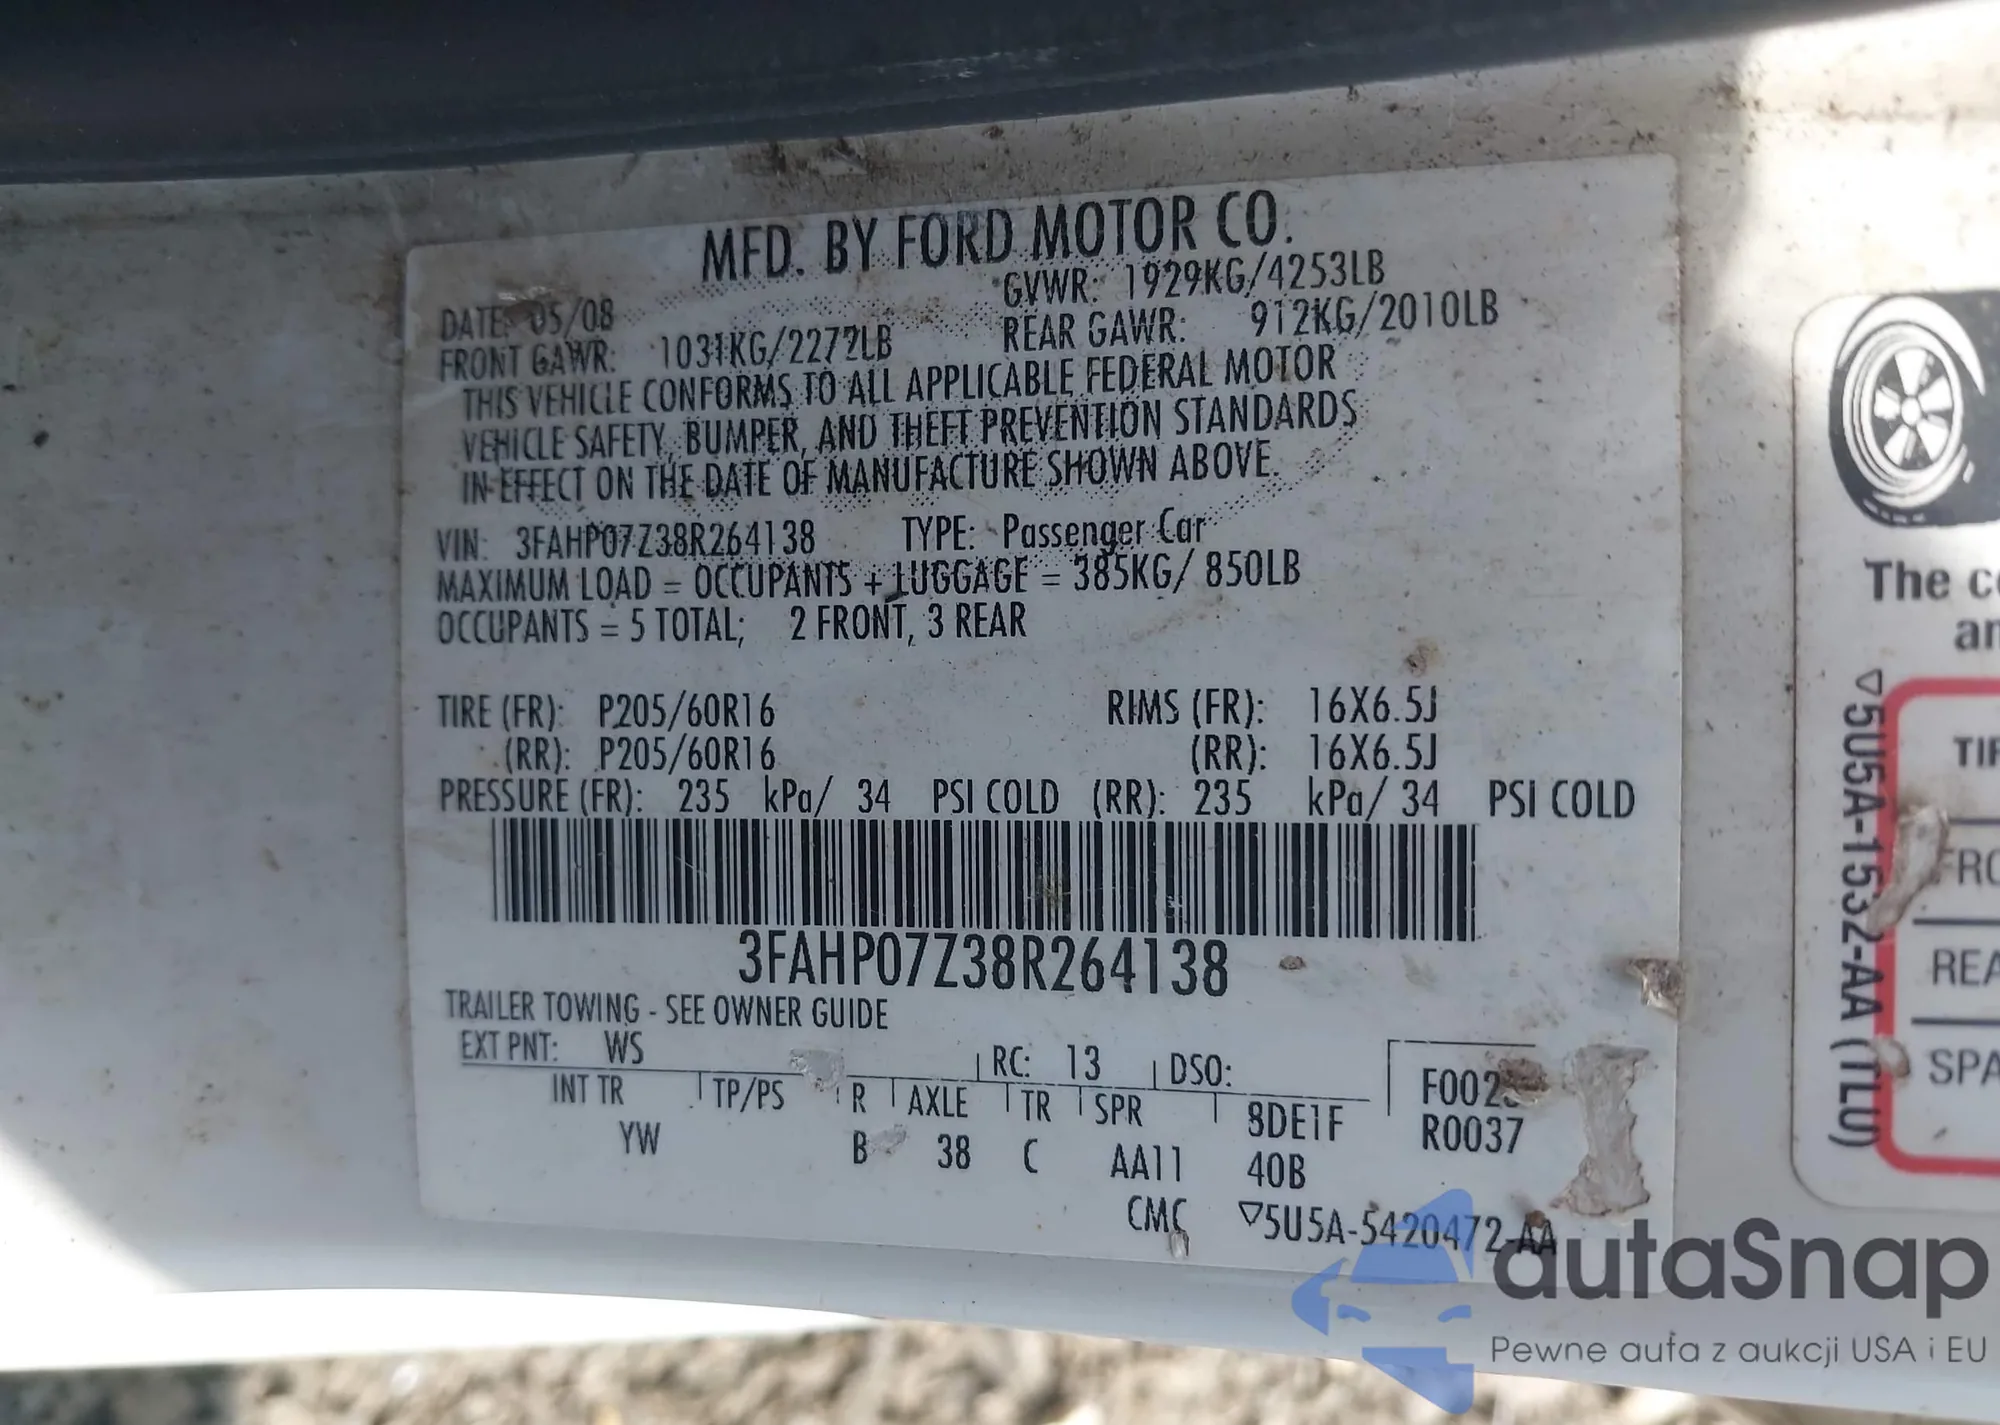 MFD. BY FORD MOTOR CO.
DATE: 05/08 GVWR: 1929KG/4253LB
FRONT GAWR: 1031KG/2272LB REAR GAWR: 912KG/2010LB
THIS VEHICLE CONFORMS TO ALL APPLICABLE FEDERAL MOTOR
VEHICLE SAFETY, BUMPER, AND THEFT PREVENTION STANDARDS
IN EFFECT ON THE DATE OF MANUFACTURE SHOWN ABOVE.
VIN: 3FAHP07Z38R264138 TYPE: Passenger Car
MAXIMUM LOAD = OCCUPANTS + LUGGAGE = 385KG/ 850LB
OCCUPANTS = 5 TOTAL; 2 FRONT, 3 REAR
TIRE (FR): P205/60R16 RIMS (FR): 16X6.5J
(RR): P205/60R16 (RR): 16X6.5J
PRESSURE (FR): 235 kPa/ 34 PSI COLD (RR): 235 kPa/ 34 PSI COLD
3FAHP07Z38R264138
TRAILER TOWING - SEE OWNER GUIDE
EXT PNT: WS RC: 13 DSO:
INT TR TP/PS R AXLE TR SPR 8DE1F
YW B 38 C AA11 40B
CMC ▽5U5A-5420472-AA
F002
R0037
The c
an
▽5U5A-1532-AA (TLU)
TIR
FRO
REA
SPA
autaSnap
Pewne auta z aukcji USA i EU